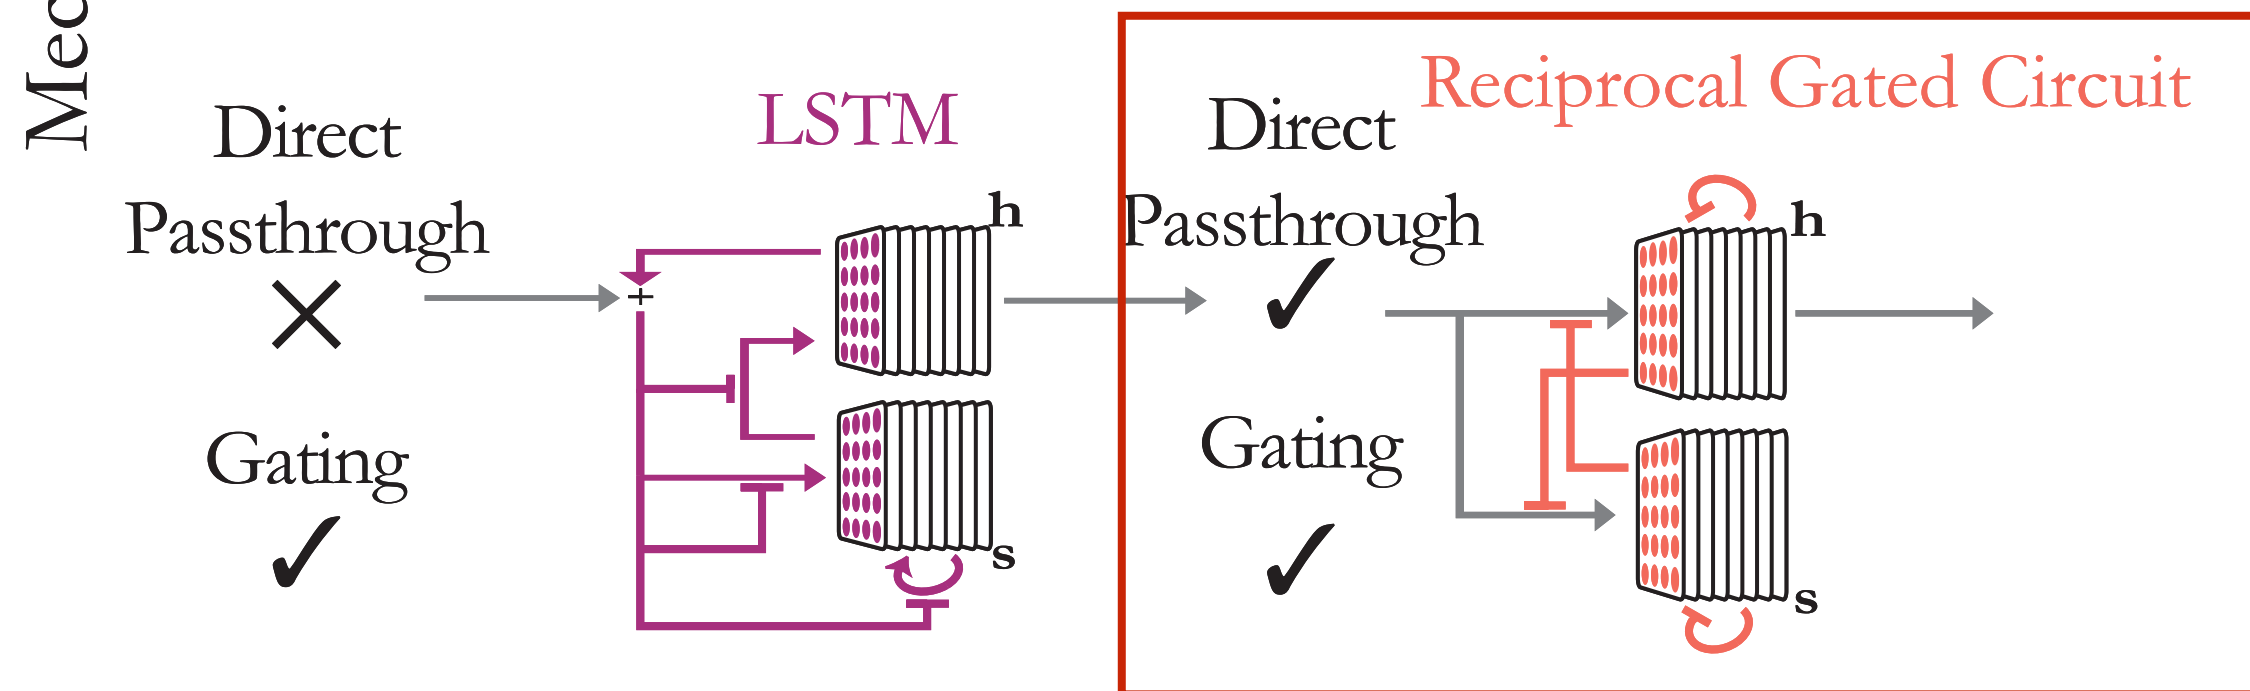 Direct
Passthrough
Gating
LSTM
h
+
s
Direct
Passthrough
Gating
Reciprocal Gated Circuit
h
s